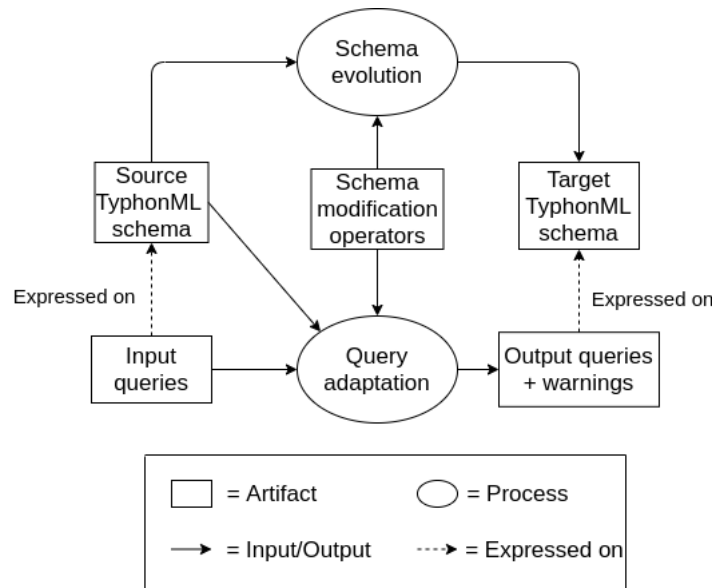 Schema
evolution
Source
TyphonML
schema
Schema
modification
operators
Target
TyphonML
schema
Expressed on
Expressed on
Input
queries
Query
adaptation
Output queries
+ warnings
= Artifact
= Process
= Input/Output
= Expressed on